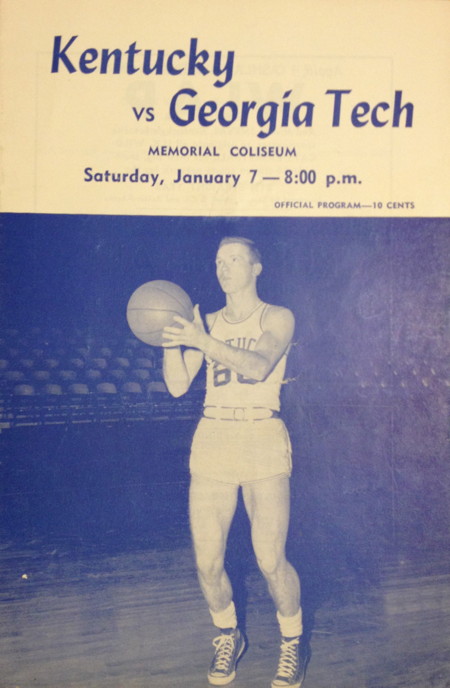 Kentucky
vs Georgia Tech
MEMORIAL COLISEUM
Saturday, January 7 — 8:00 p.m.
OFFICIAL PROGRAM—10 CENTS